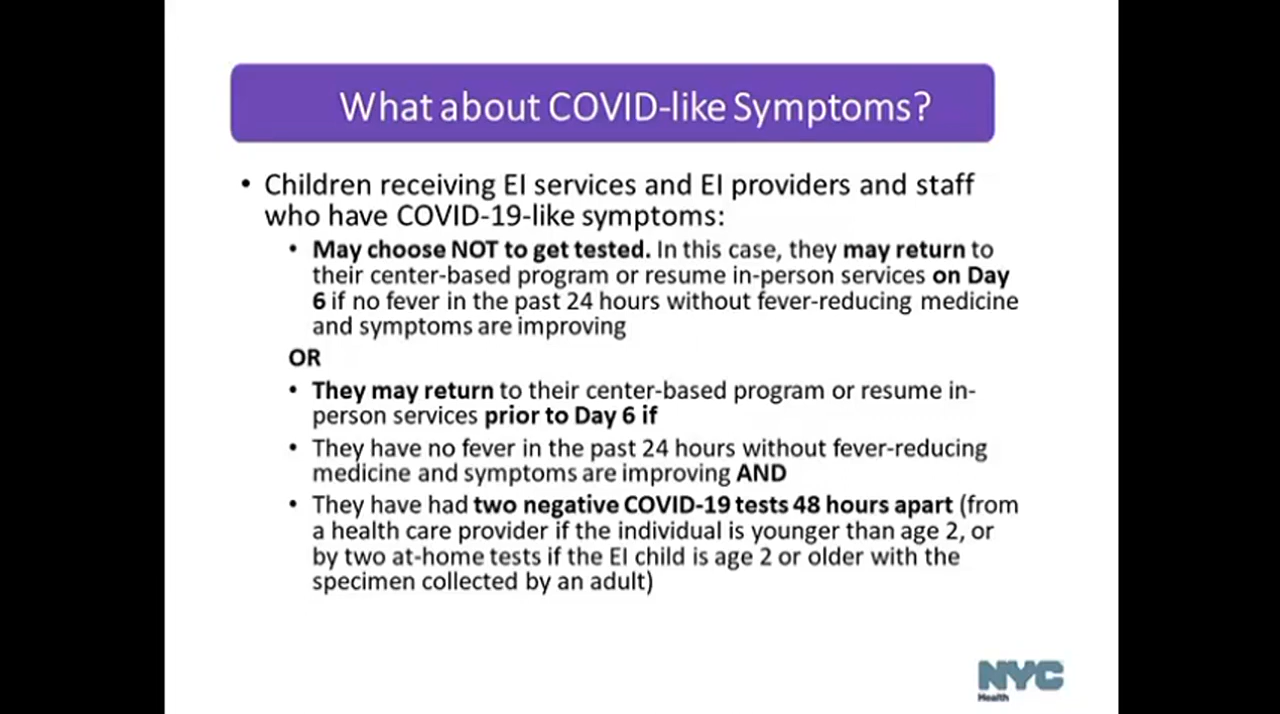 What about COVID-like Symptoms?
• Children receiving EI services and EI providers and staff
who have COVID-19-like symptoms:
• May choose NOT to get tested. In this case, they may return to
their center-based program or resume in-person services on Day
6 if no fever in the past 24 hours without fever-reducing medicine
and symptoms are improving
OR
• They may return to their center-based program or resume in-
person services prior to Day 6 if
• They have no fever in the past 24 hours without fever-reducing
medicine and symptoms are improving AND
• They have had two negative COVID-19 tests 48 hours apart (from
a health care provider if the individual is younger than age 2, or
by two at-home tests if the EI child is age 2 or older with the
specimen collected by an adult)
NYC
Health